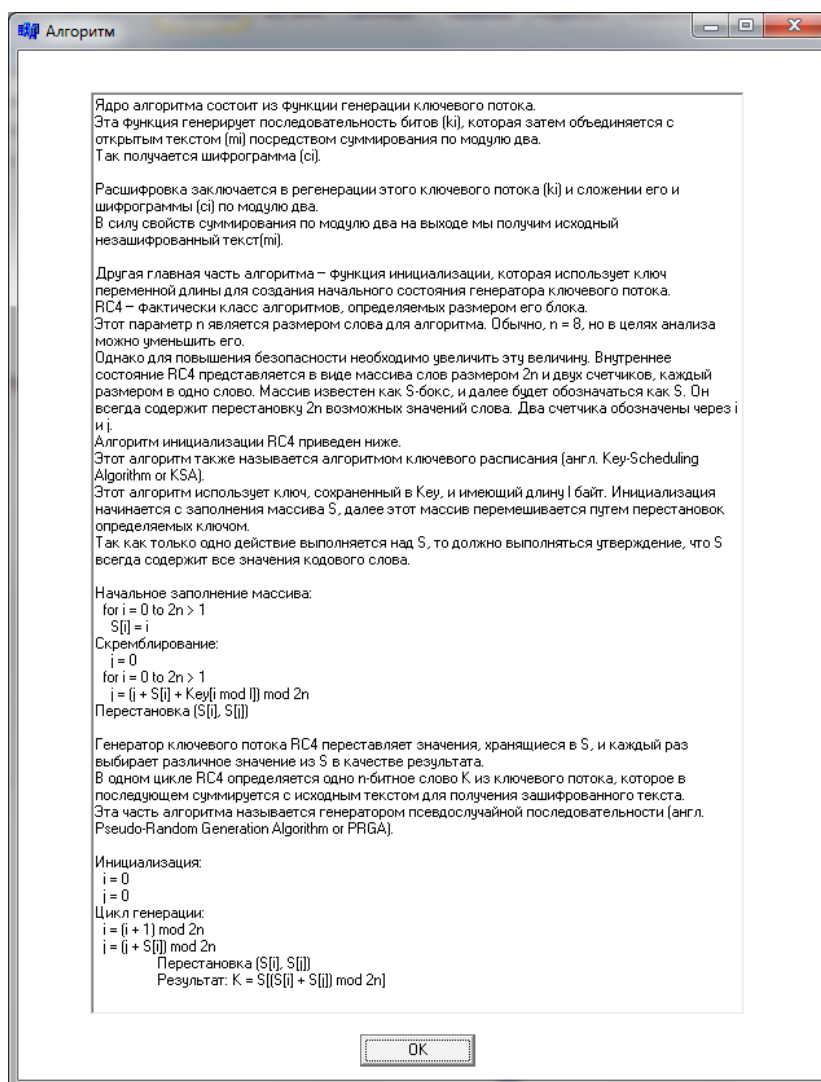 Алгоритм
Ядро алгоритма состоит из функции генерации ключевого потока.
Эта функция генерирует последовательность битов (ki), которая затем объединяется с
открытым текстом (mi) посредством суммирования по модулю два.
Так получается шифрограмма (ci).
Расшифровка заключается в регенерации этого ключевого потока (ki) и сложении его и
шифрограммы (ci) по модулю два.
В силу свойств суммирования по модулю два на выходе мы получим исходный
незашифрованный текст(mi).
Другая главная часть алгоритма – функция инициализации, которая использует ключ
переменной длины для создания начального состояния генератора ключевого потока.
RC4 – фактически класс алгоритмов, определяемых размером его блока.
Этот параметр n является размером слова для алгоритма. Обычно, n = 8, но в целях анализа
можно уменьшить его.
Однако для повышения безопасности необходимо увеличить эту величину. Внутреннее
состояние RC4 представляется в виде массива слов размером 2n и двух счетчиков, каждый
размером в одно слово. Массив известен как S-бокс, и далее будет обозначаться как S. Он
всегда содержит перестановку 2n возможных значений слова. Два счетчика обозначены через i
и j.
Алгоритм инициализации RC4 приведен ниже.
Этот алгоритм также называется алгоритмом ключевого расписания (англ. Key-Scheduling
Algorithm or KSA).
Этот алгоритм использует ключ, сохраненный в Key, и имеющий длину l байт. Инициализация
начинается с заполнения массива S, далее этот массив перемешивается путем перестановок
определяемых ключом.
Так как только одно действие выполняется над S, то должно выполняться утверждение, что S
всегда содержит все значения кодового слова.
Начальное заполнение массива:
for i = 0 to 2n > 1
S[i] = i
Скремблирование:
j = 0
for i = 0 to 2n > 1
j = (j + S[i] + Key[i mod l]) mod 2n
Перестановка (S[i], S[j])
Генератор ключевого потока RC4 переставляет значения, хранящиеся в S, и каждый раз
выбирает различное значение из S в качестве результата.
В одном цикле RC4 определяется одно n-битное слово K из ключевого потока, которое в
последующем суммируется с исходным текстом для получения зашифрованного текста.
Эта часть алгоритма называется генератором псевдослучайной последовательности (англ.
Pseudo-Random Generation Algorithm or PRGA).
Инициализация:
i = 0
j = 0
Цикл генерации:
i = (i + 1) mod 2n
j = (j + S[i]) mod 2n
Перестановка (S[i], S[j])
Результат: K = S[(S[i] + S[j]) mod 2n]
OK